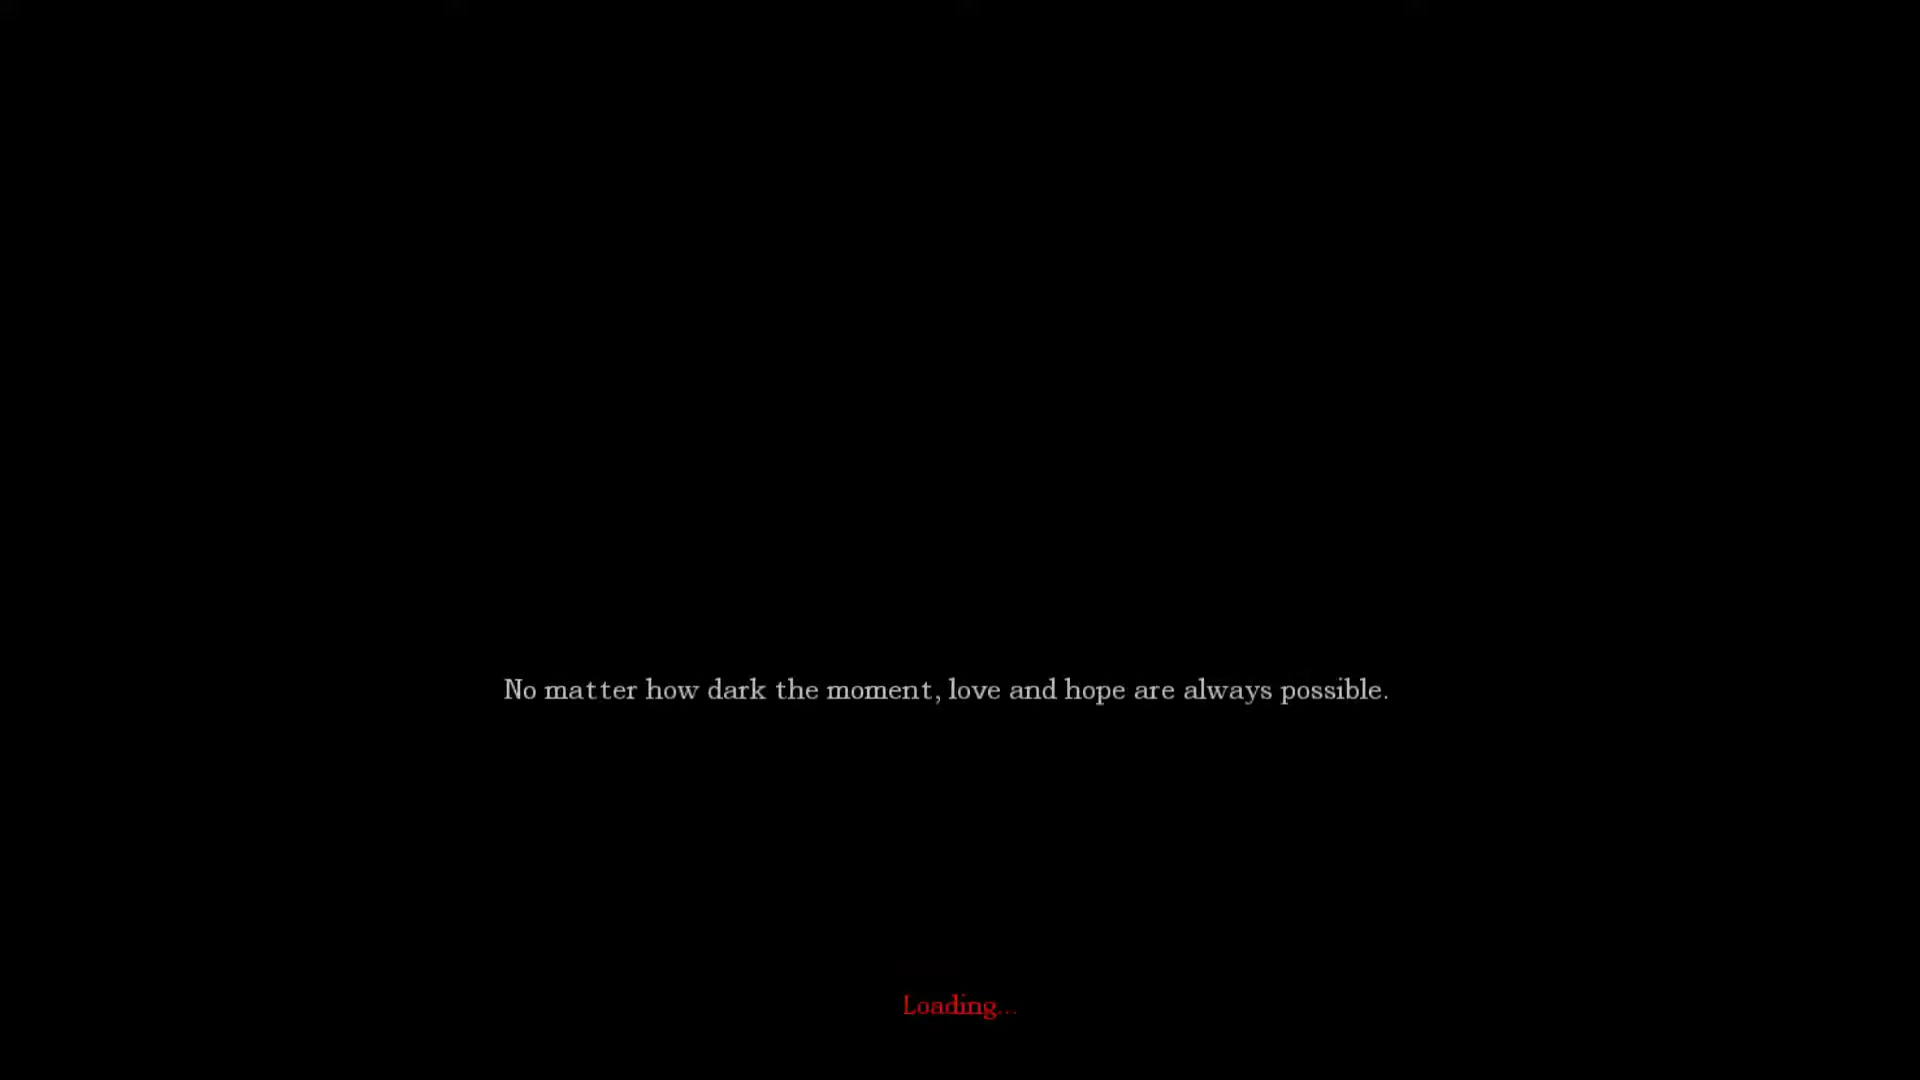 No matter how dark the moment, love and hope are always possible.
Loading...